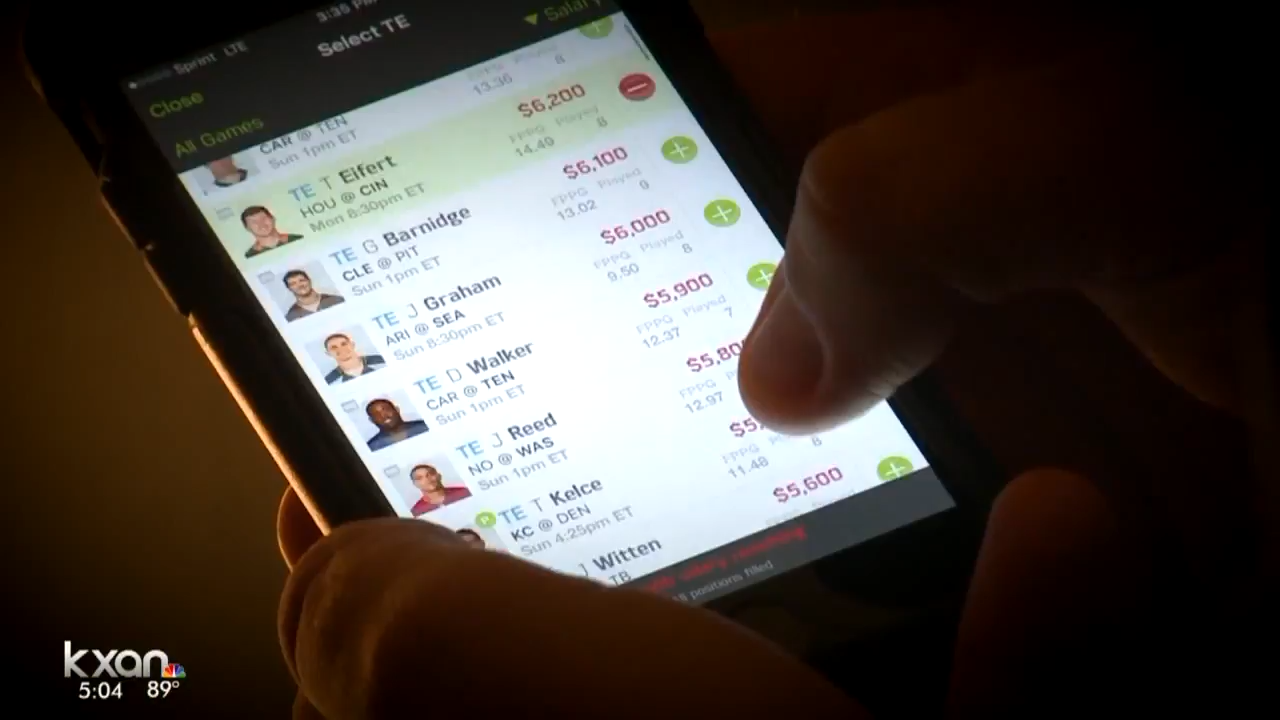 3:39 PM
Sprint LTE
Select TE
Salary
Close
All Games
CAR @ TEN
Sun 1pm ET
13.36
8
TE T Eifert
HOU @ CIN
Mon 8:30pm ET
$6,200
FPPG Played
14.49 8
TE G Barnidge
CLE @ PIT
Sun 1pm ET
$6,100
FPPG Played
13.02 9
TE J Graham
ARI @ SEA
Sun 8:30pm ET
$6,000
FPPG Played
9.50 8
TE D Walker
CAR @ TEN
Sun 1pm ET
$5,900
FPPG Played
12.37 7
TE J Reed
NO @ WAS
Sun 1pm ET
$5,80
FPPG
12.97
P
TE T Kelce
KC @ DEN
Sun 4:25pm ET
FPPG
11.48 8
J Witten
TB
$5,600
positions filled
kxan
5:04 89°